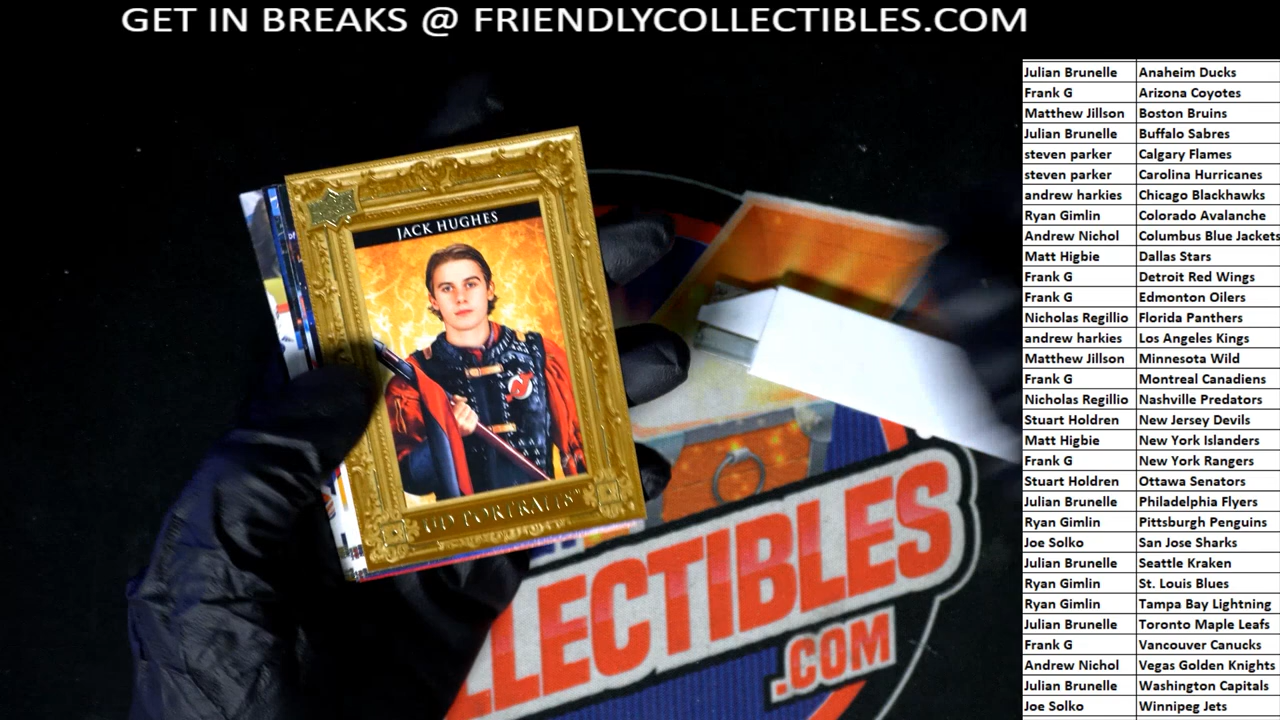 GET IN BREAKS @ FRIENDLYCOLLECTIBLES.COM
JACK HUGHES
UD PORTRAITS
LLECTIBLES
.COM
Julian Brunelle Anaheim Ducks
Frank G Arizona Coyotes
Matthew Jillson Boston Bruins
Julian Brunelle Buffalo Sabres
steven parker Calgary Flames
steven parker Carolina Hurricanes
andrew harkies Chicago Blackhawks
Ryan Gimlin Colorado Avalanche
Andrew Nichol Columbus Blue Jackets
Matt Higbie Dallas Stars
Frank G Detroit Red Wings
Frank G Edmonton Oilers
Nicholas Regillio Florida Panthers
andrew harkies Los Angeles Kings
Matthew Jillson Minnesota Wild
Frank G Montreal Canadiens
Nicholas Regillio Nashville Predators
Stuart Holdren New Jersey Devils
Matt Higbie New York Islanders
Frank G New York Rangers
Stuart Holdren Ottawa Senators
Julian Brunelle Philadelphia Flyers
Ryan Gimlin Pittsburgh Penguins
Joe Solko San Jose Sharks
Julian Brunelle Seattle Kraken
Ryan Gimlin St. Louis Blues
Ryan Gimlin Tampa Bay Lightning
Julian Brunelle Toronto Maple Leafs
Frank G Vancouver Canucks
Andrew Nichol Vegas Golden Knights
Julian Brunelle Washington Capitals
Joe Solko Winnipeg Jets